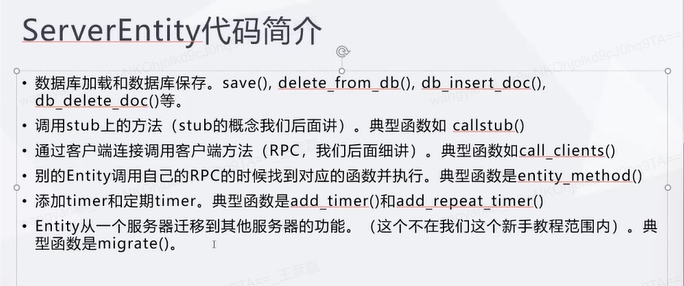 ServerEntity代码简介
• 数据库加载和数据库保存。save(), delete_from_db(), db_insert_doc(),
db_delete_doc()等。
• 调用stub上的方法（stub的概念我们后面讲）。典型函数如 callstub()
• 通过客户端连接调用客户端方法（RPC，我们后面细讲）。典型函数如call_clients()
• 别的Entity调用自己的RPC的时候找到对应的函数并执行。典型函数是entity_method()
• 添加timer和定期timer。典型函数是add_timer()和add_repeat_timer()
• Entity从一个服务器迁移到其他服务器的功能。（这个不在我们这个新手教程范围内）。典
型函数是migrate()。